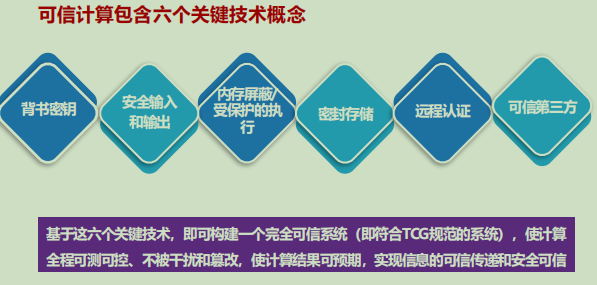 可信计算包含六个关键技术概念
背书密钥
安全输入
和输出
内存屏蔽/
受保护的执
行
密封存储
远程认证
可信第三方
基于这六个关键技术，即可构建一个完全可信系统（即符合TCG规范的系统），使计算
全程可测可控、不被干扰和篡改，使计算结果可预期，实现信息的可信传递和安全可信